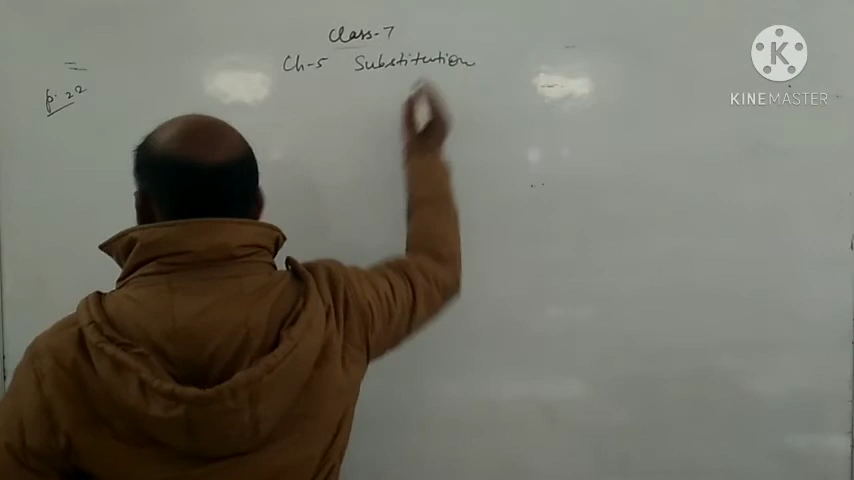 Class-7
Ch-5 Substitution
p. 22
K
KINEMASTER